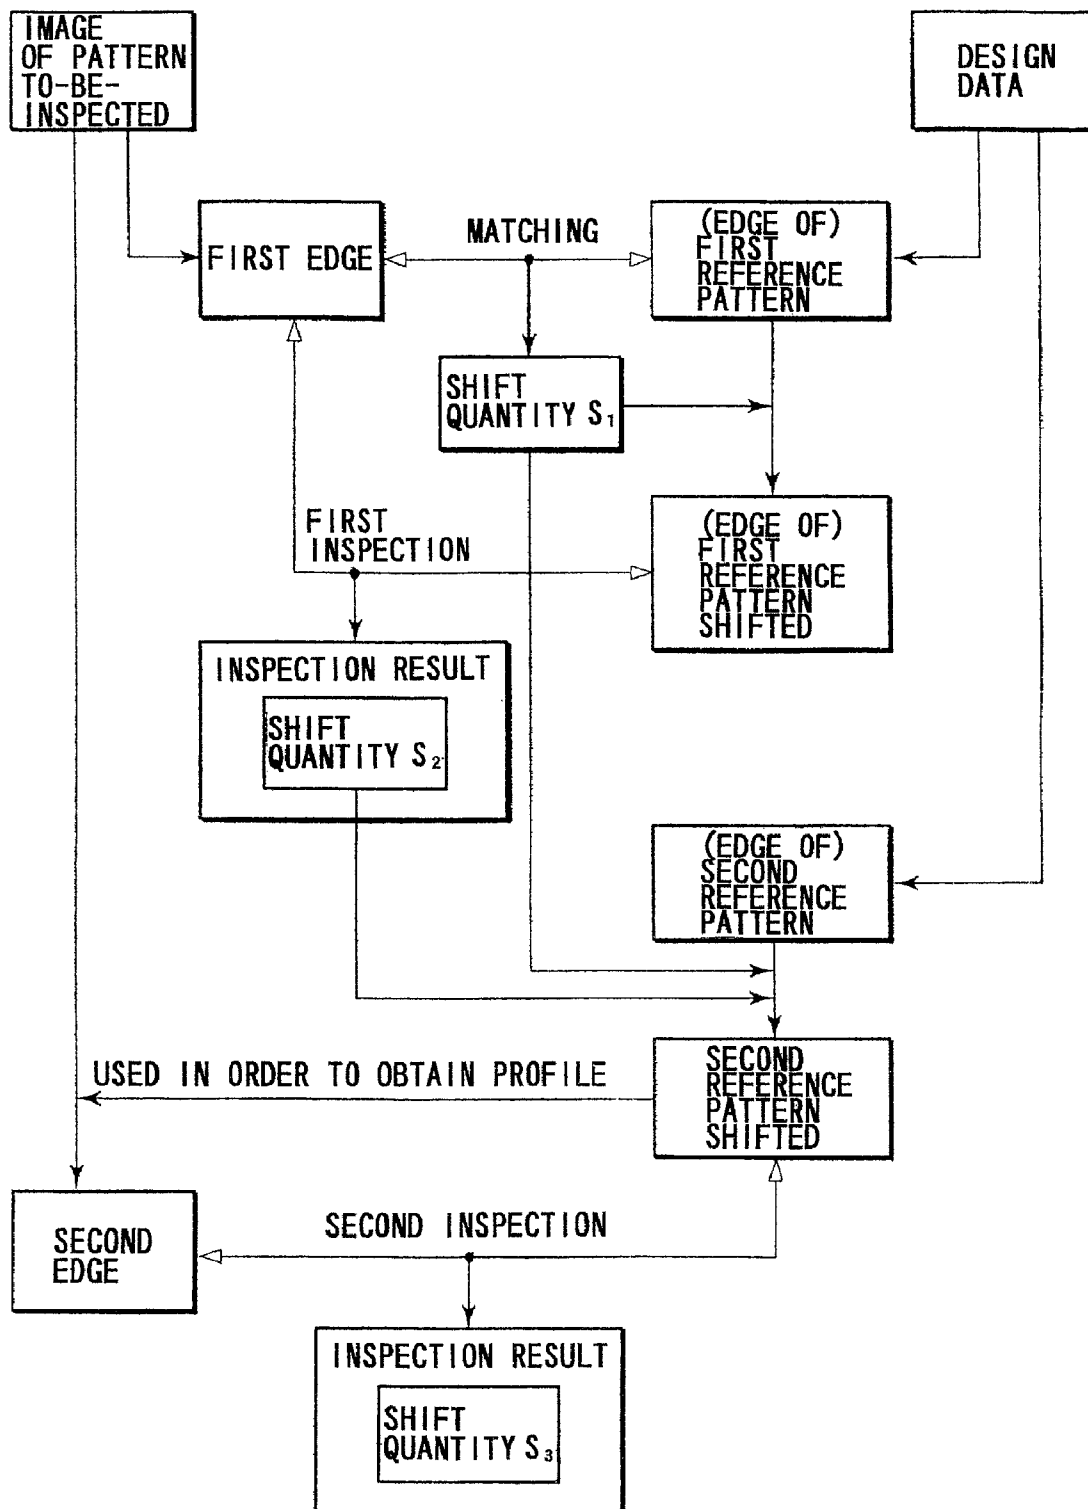 IMAGE
OF PATTERN
TO-BE-
INSPECTED
DESIGN
DATA
FIRST EDGE
MATCHING
(EDGE OF)
FIRST
REFERENCE
PATTERN
SHIFT
QUANTITY S₁
FIRST
INSPECTION
(EDGE OF)
FIRST
REFERENCE
PATTERN
SHIFTED
INSPECTION RESULT
SHIFT
QUANTITY S₂
(EDGE OF)
SECOND
REFERENCE
PATTERN
USED IN ORDER TO OBTAIN PROFILE
SECOND
REFERENCE
PATTERN
SHIFTED
SECOND
EDGE
SECOND INSPECTION
INSPECTION RESULT
SHIFT
QUANTITY S₃